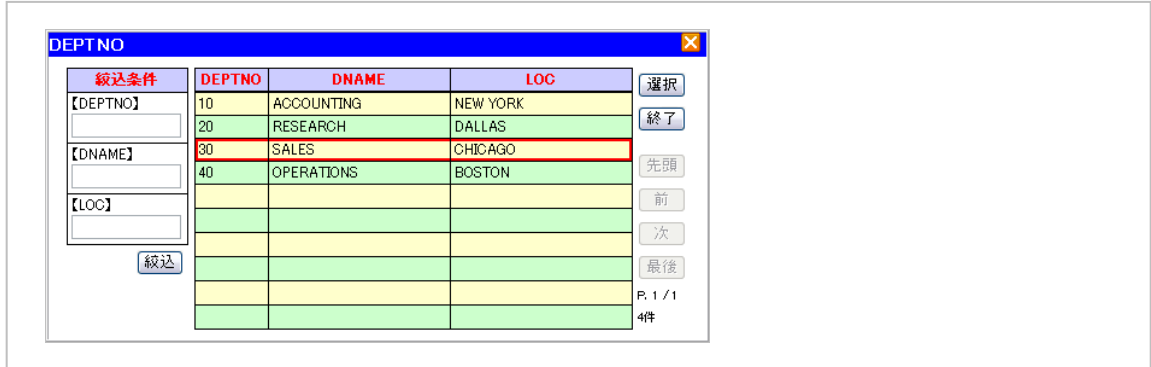 DEPTNO
絞込条件
【DEPTNO】
【DNAME】
【LOC】
絞込
DEPTNO DNAME LOC
10 ACCOUNTING NEW YORK
20 RESEARCH DALLAS
30 SALES CHICAGO
40 OPERATIONS BOSTON
選択
終了
先頭
前
次
最後
P. 1 / 1
4件